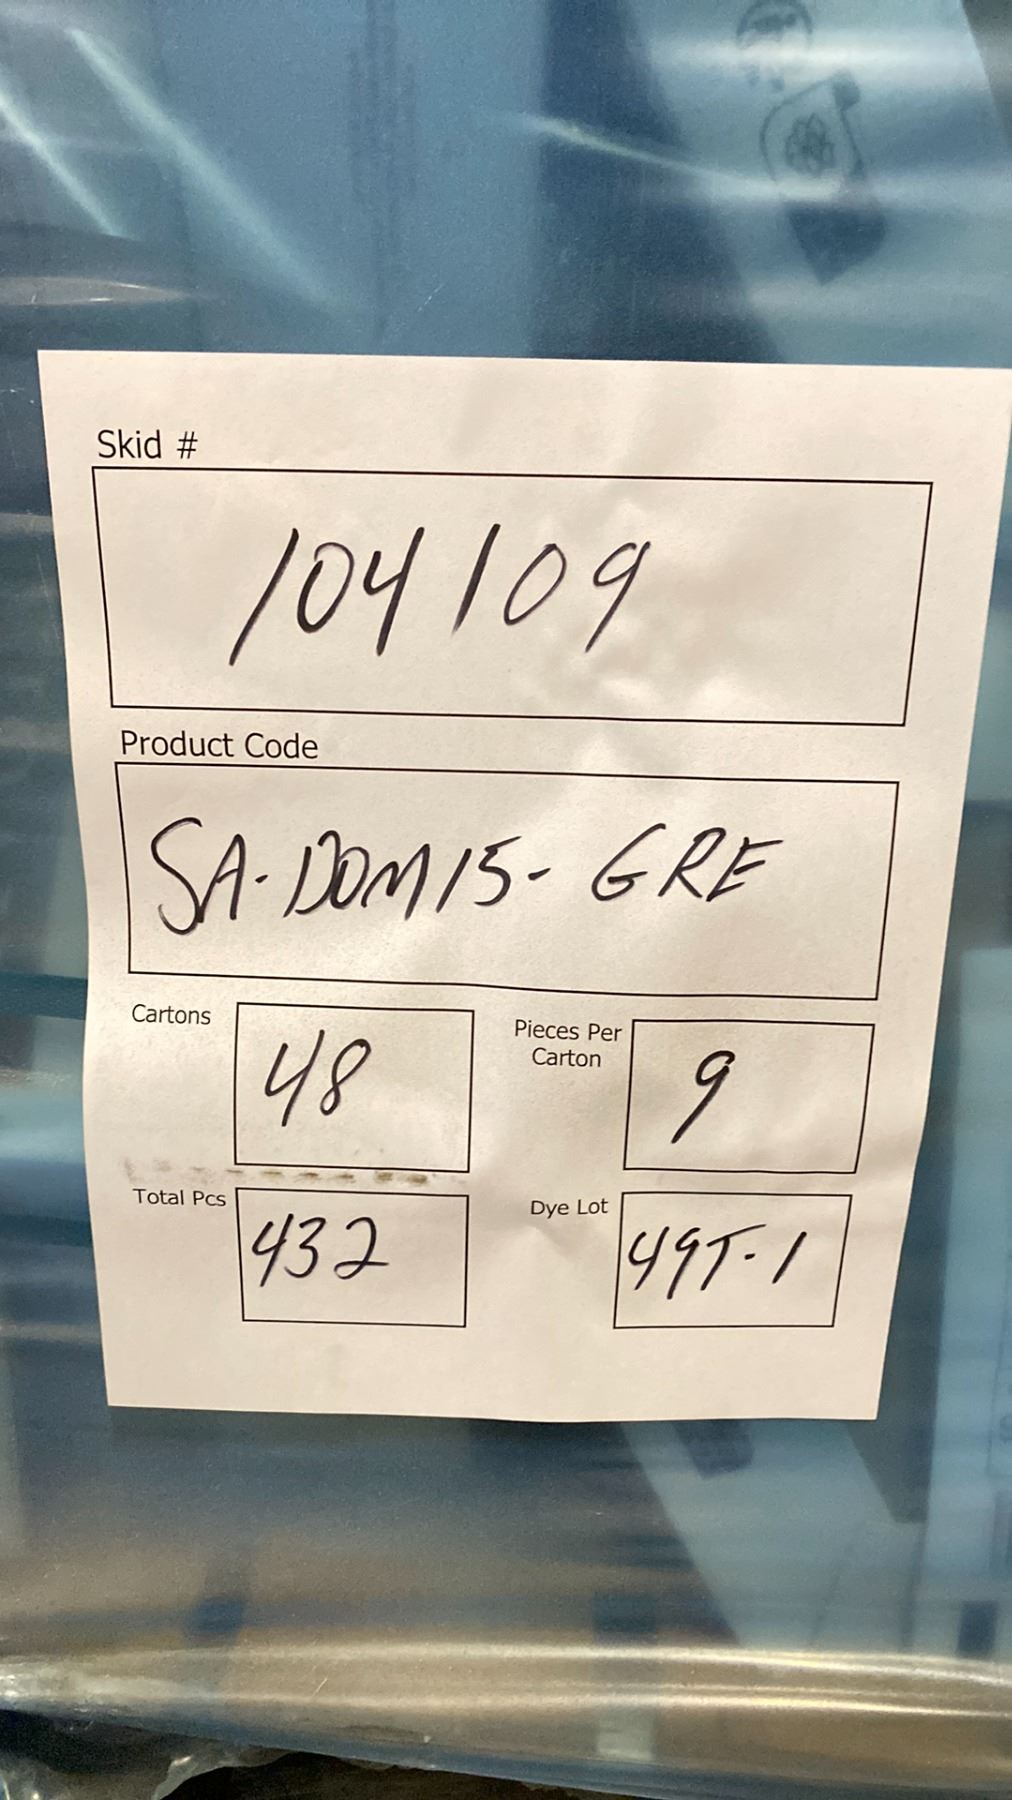 Skid #
104109
Product Code
SA-DOM15-GRE
Cartons
48
Pieces Per
Carton
9
Total Pcs
432
Dye Lot
49T-1